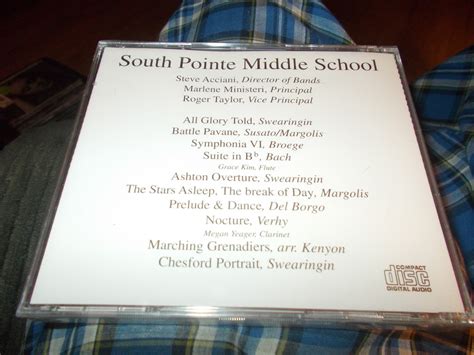 South Pointe Middle School
Steve Acciani, Director of Bands
Marlene Ministeri, Principal
Roger Taylor, Vice Principal
All Glory Told, Swearingin
Battle Pavane, Susato/Margolis
Symphonia VI, Broege
Suite in Bb, Bach
Grace Kim, Flute
Ashton Overture, Swearingin
The Stars Asleep, The break of Day, Margolis
Prelude & Dance, Del Borgo
Nocture, Verhy
Megan Yeager, Clarinet
Marching Grenadiers, arr. Kenyon
Chesford Portrait, Swearingin
COMPACT
disc
DIGITAL AUDIO